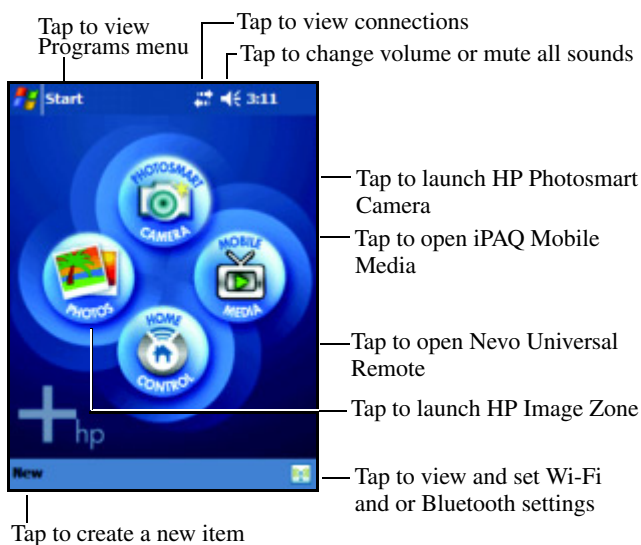 Tap to view
Programs menu
Tap to view connections
Tap to change volume or mute all sounds
Start
3:11
PHOTOSMART
CAMERA
MOBILE
MEDIA
PHOTOS
HOME
CONTROL
hp
New
Tap to launch HP Photosmart
Camera
Tap to open iPAQ Mobile
Media
Tap to open Nevo Universal
Remote
Tap to launch HP Image Zone
Tap to view and set Wi-Fi
and or Bluetooth settings
Tap to create a new item